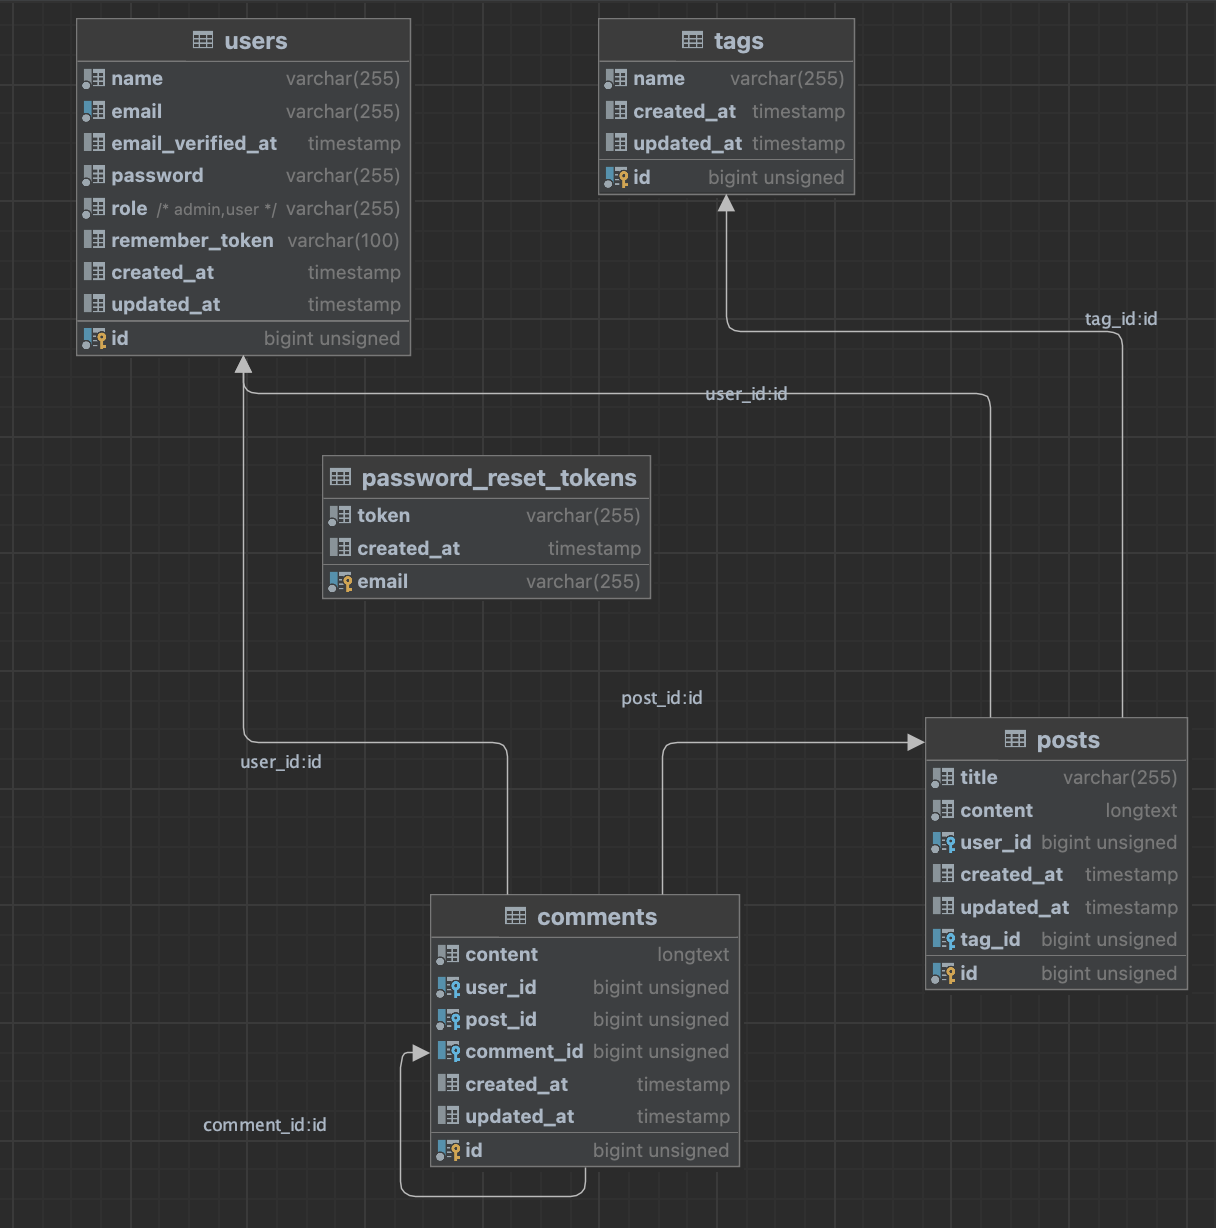 users
name varchar(255)
email varchar(255)
email_verified_at timestamp
password varchar(255)
role /* admin,user */ varchar(255)
remember_token varchar(100)
created_at timestamp
updated_at timestamp
id bigint unsigned
tags
name varchar(255)
created_at timestamp
updated_at timestamp
id bigint unsigned
tag_id:id
user_id:id
password_reset_tokens
token varchar(255)
created_at timestamp
email varchar(255)
post_id:id
user_id:id
posts
title varchar(255)
content longtext
user_id bigint unsigned
created_at timestamp
updated_at timestamp
tag_id bigint unsigned
id bigint unsigned
comments
content longtext
user_id bigint unsigned
post_id bigint unsigned
comment_id bigint unsigned
created_at timestamp
updated_at timestamp
id bigint unsigned
comment_id:id